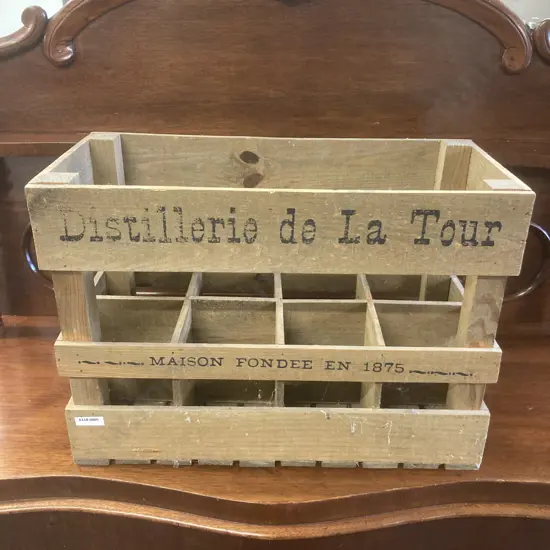 Distillerie de La Tour
MAISON FONDEE EN 1875